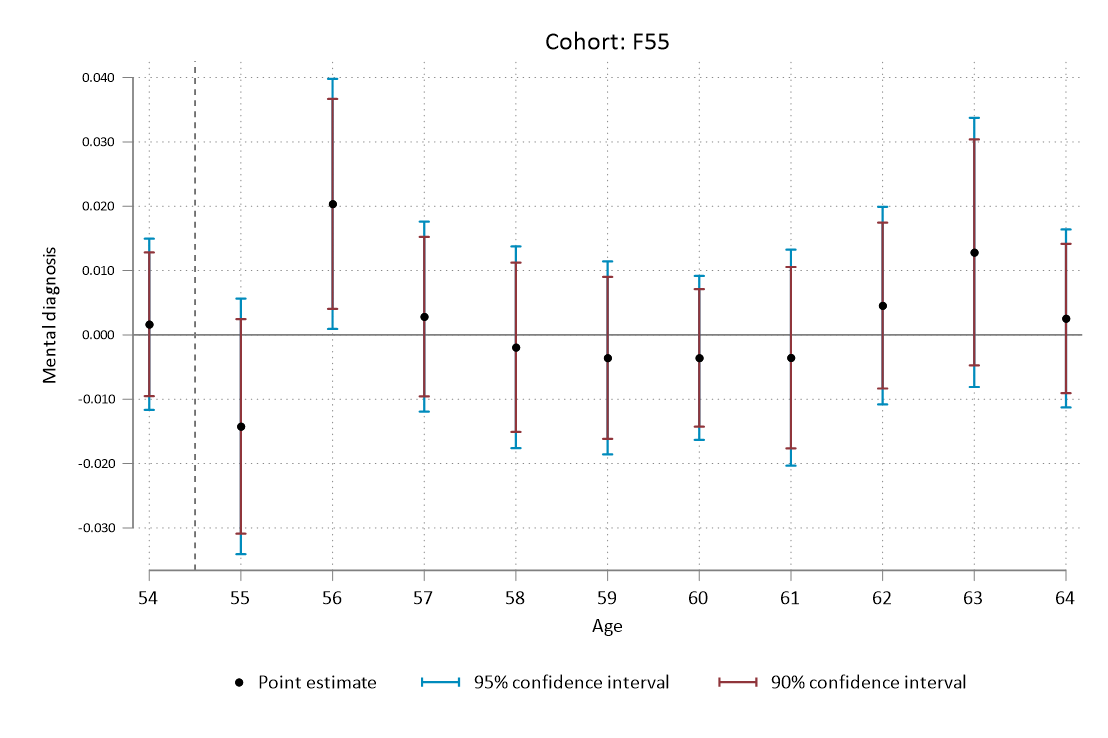 Cohort: F55
0.040
0.030
0.020
0.010
0.000
-0.010
-0.020
-0.030
Mental diagnosis
54 55 56 57 58 59 60 61 62 63 64
Age
Point estimate 95% confidence interval 90% confidence interval